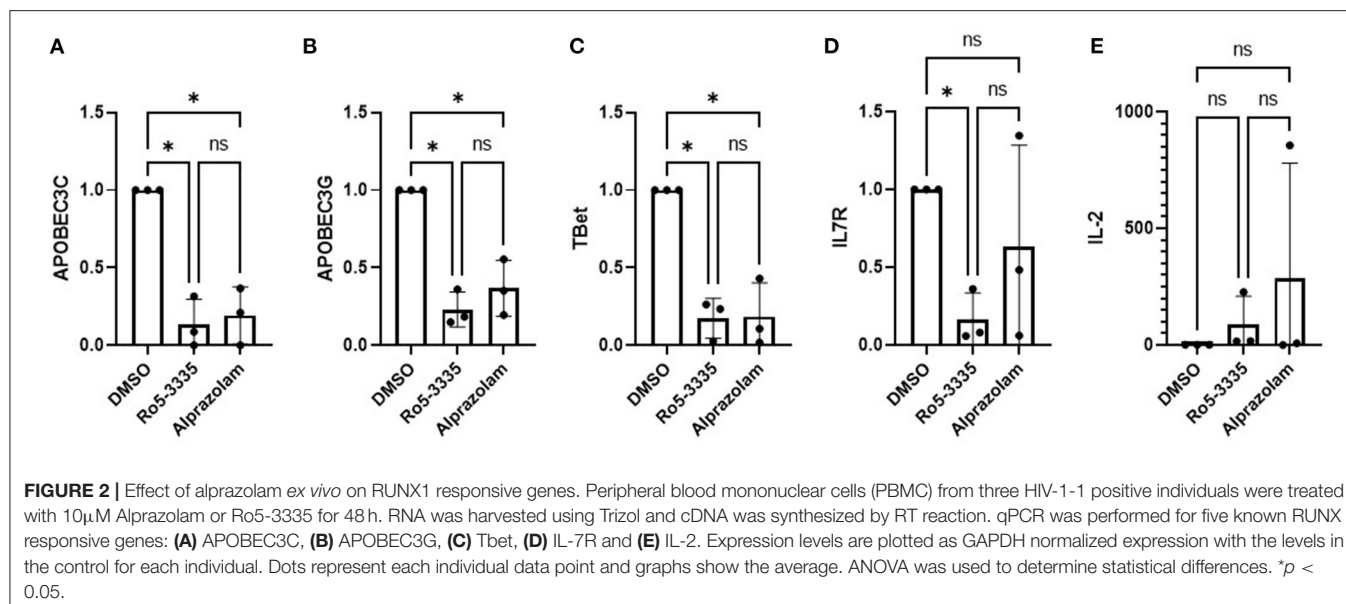 A
B
C
D
E
ns
ns
*
*
*
*
ns
*
ns
*
ns
*
ns
ns
ns
1.5
1.0
0.5
0.0
APOBEC3C
DMSO
Ro5-3335
Alprazolam
1.5
1.0
0.5
0.0
APOBEC3G
DMSO
Ro5-3335
Alprazolam
1.5
1.0
0.5
0.0
TBet
DMSO
Ro5-3335
Alprazolam
1.5
1.0
0.5
0.0
IL7R
DMSO
Ro5-3335
Alprazolam
1000
500
0
IL-2
DMSO
Ro5-3335
Alprazolam
FIGURE 2 | Effect of alprazolam ex vivo on RUNX1 responsive genes. Peripheral blood mononuclear cells (PBMC) from three HIV-1-1 positive individuals were treated
with 10μM Alprazolam or Ro5-3335 for 48 h. RNA was harvested using Trizol and cDNA was synthesized by RT reaction. qPCR was performed for five known RUNX
responsive genes: (A) APOBEC3C, (B) APOBEC3G, (C) Tbet, (D) IL-7R and (E) IL-2. Expression levels are plotted as GAPDH normalized expression with the levels in
the control for each individual. Dots represent each individual data point and graphs show the average. ANOVA was used to determine statistical differences. *p <
0.05.